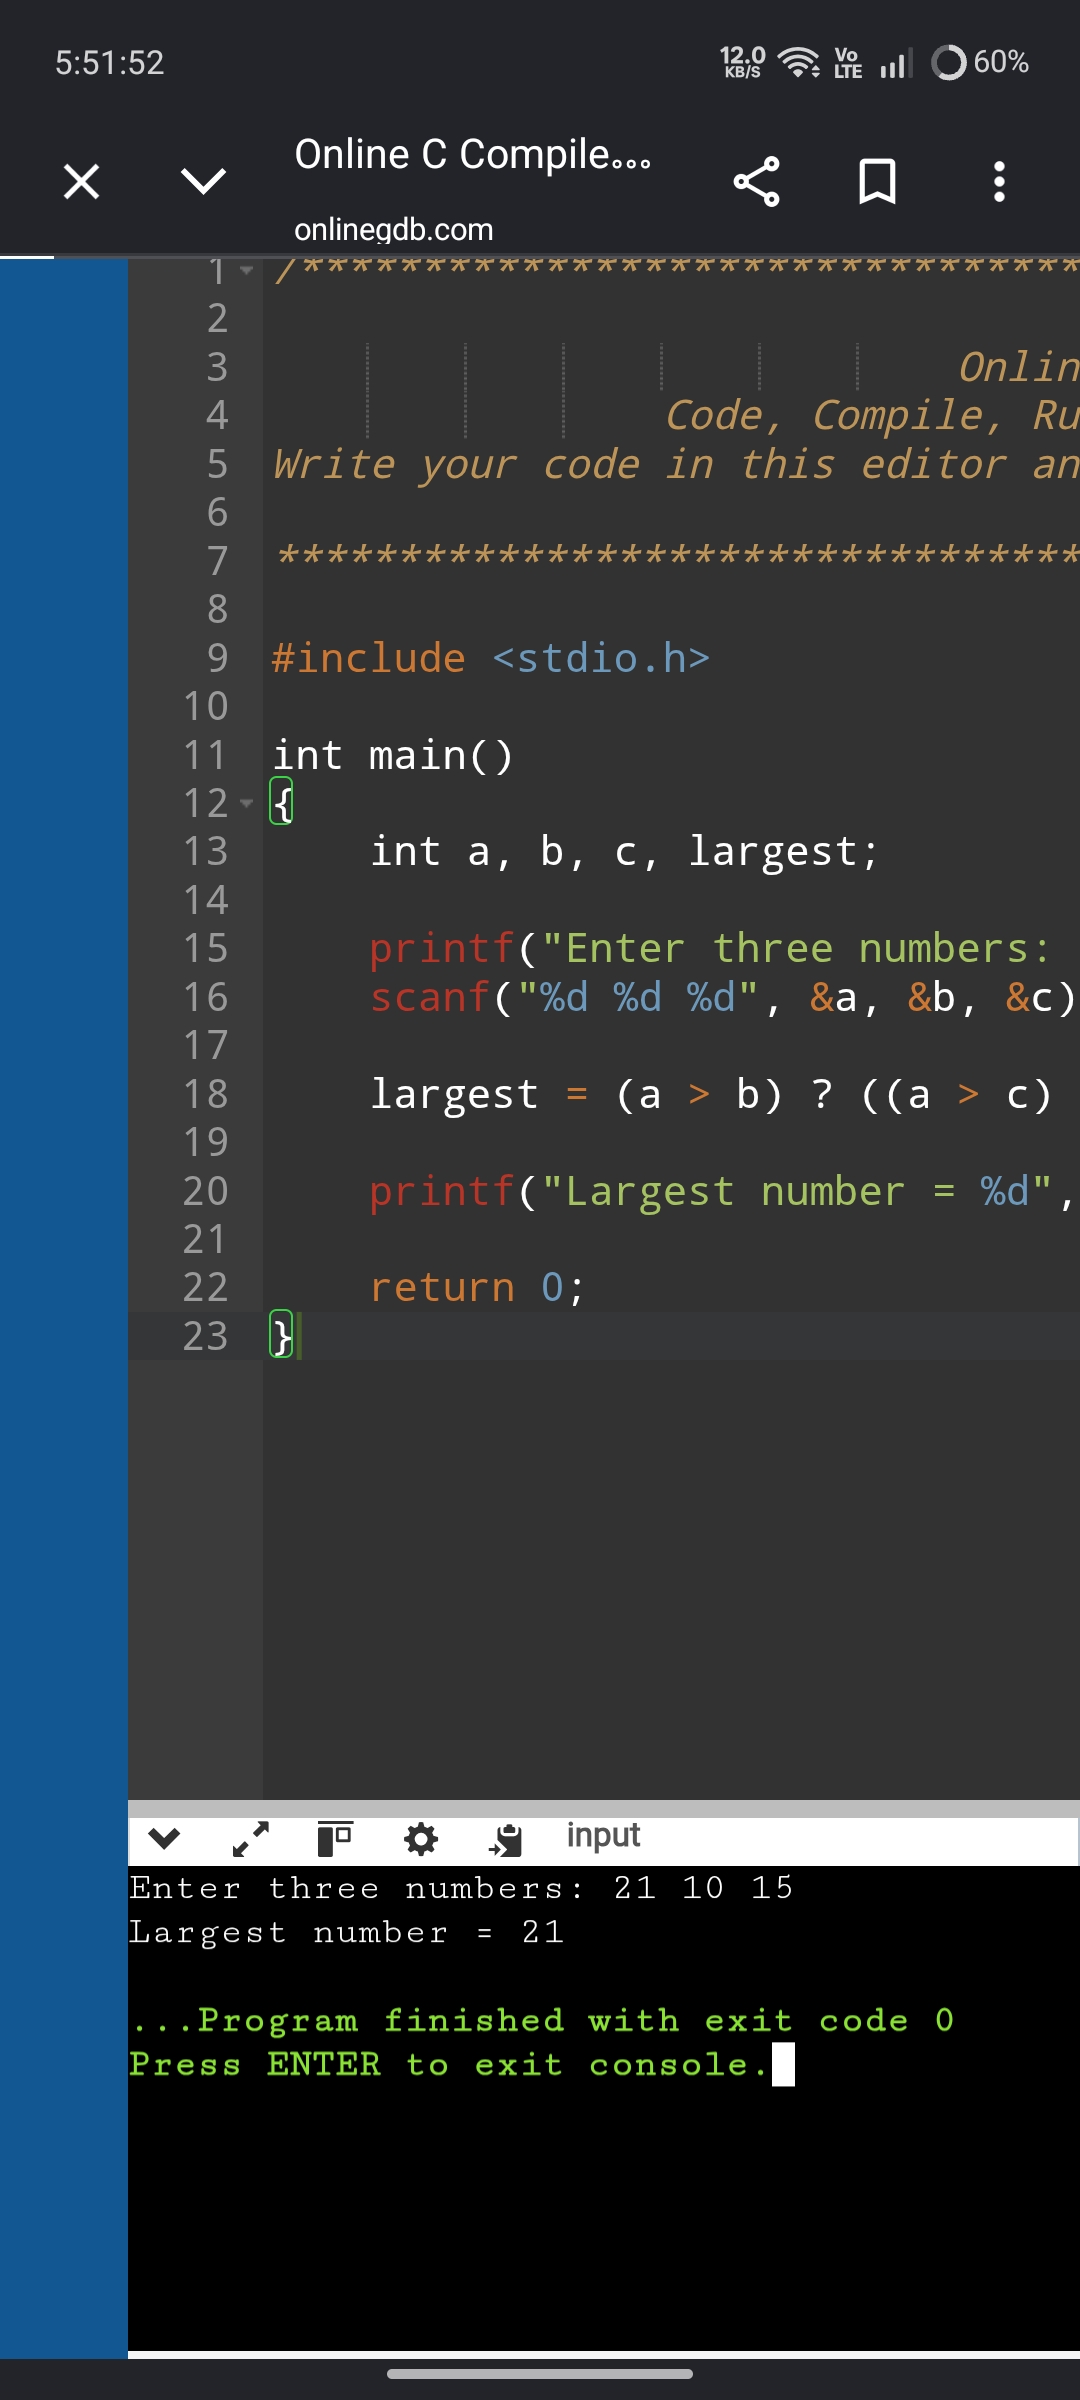 5:51:52 12.0 KB/S Vo LTE 60%
Online C Compile...
onlinegdb.com
1 /*********************************
2
3 Onlin
4 Code, Compile, Ru
5 Write your code in this editor an
6
7 *********************************
8
9 #include <stdio.h>
10
11 int main()
12 {
13 int a, b, c, largest;
14
15 printf("Enter three numbers:
16 scanf("%d %d %d", &a, &b, &c)
17
18 largest = (a > b) ? ((a > c)
19
20 printf("Largest number = %d",
21
22 return 0;
23 }
input
Enter three numbers: 21 10 15
Largest number = 21
...Program finished with exit code 0
Press ENTER to exit console.